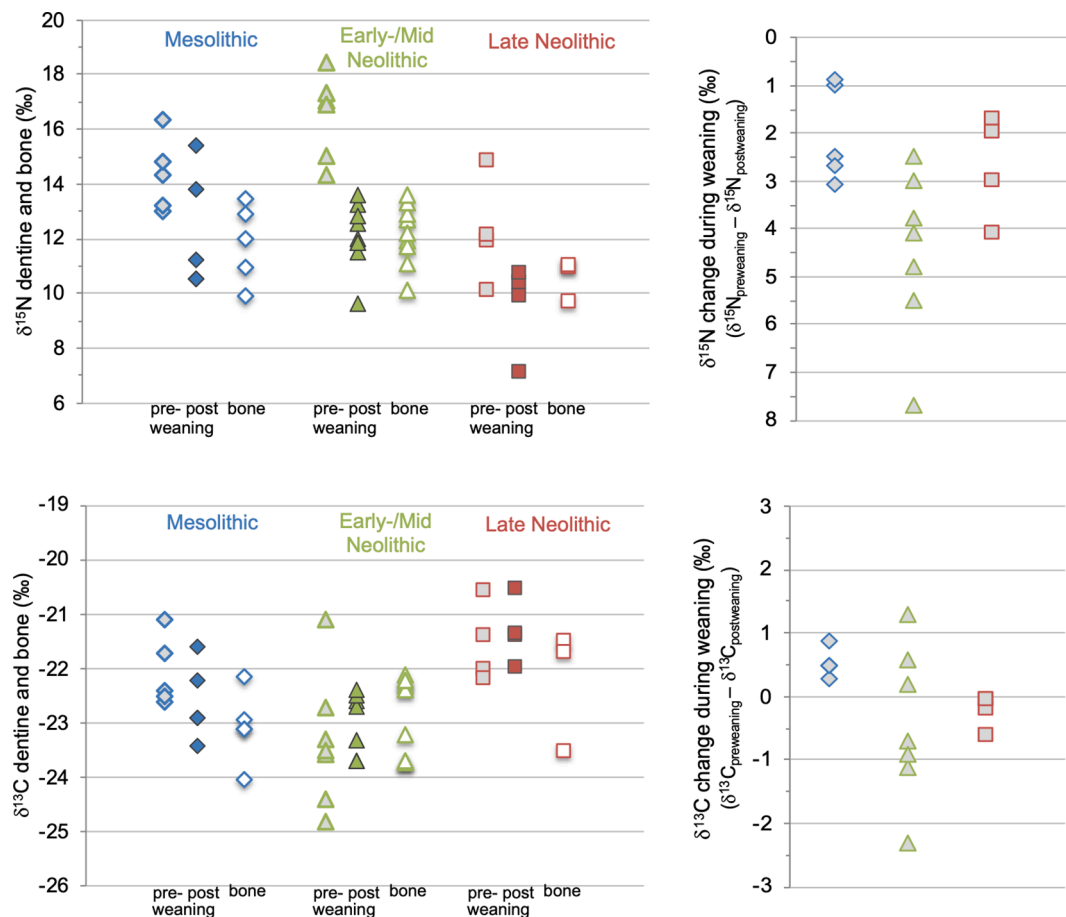 20
18
16
14
12
10
8
6
δ¹⁵N dentine and bone (‰)
Mesolithic
Early-/Mid
Neolithic
Late Neolithic
pre- post bone
weaning
pre- post bone
weaning
pre- post bone
weaning
0
1
2
3
4
5
6
7
8
δ¹⁵N change during weaning (‰)
(δ¹⁵Npreweaning – δ¹⁵Npostweaning)
-19
-20
-21
-22
-23
-24
-25
-26
δ¹³C dentine and bone (‰)
Mesolithic
Early-/Mid
Neolithic
Late Neolithic
pre- post bone
weaning
pre- post bone
weaning
pre- post bone
weaning
3
2
1
0
-1
-2
-3
δ¹³C change during weaning (‰)
(δ¹³Cpreweaning – δ¹³Cpostweaning)